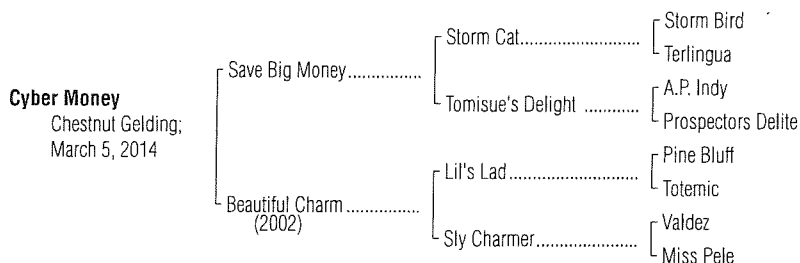 Storm Bird
Storm Cat..............................
Terlingua
Save Big Money..................
A.P. Indy
Tomisue's Delight .............
Prospectors Delite
Cyber Money
Chestnut Gelding;
March 5, 2014
Pine Bluff
Lil's Lad................................
Totemic
Beautiful Charm..................
(2002)
Valdez
Sly Charmer.........................
Miss Pele